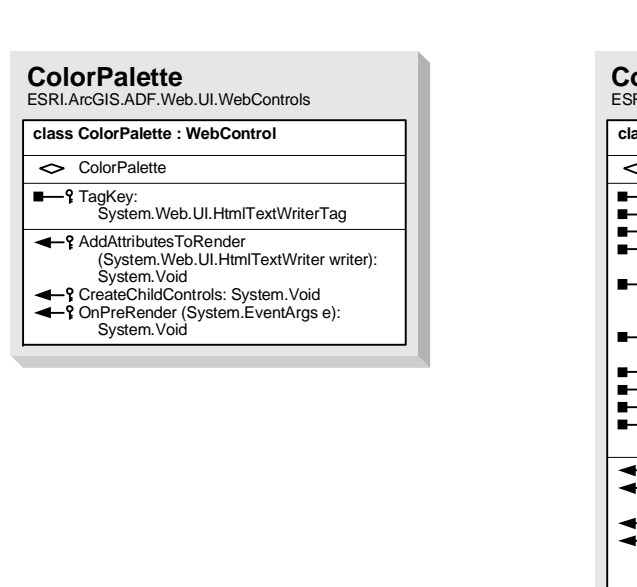 ColorPalette
ESRI.ArcGIS.ADF.Web.UI.WebControls
class ColorPalette : WebControl
ColorPalette
TagKey:
System.Web.UI.HtmlTextWriterTag
AddAttributesToRender
(System.Web.UI.HtmlTextWriter writer):
System.Void
CreateChildControls: System.Void
OnPreRender (System.EventArgs e):
System.Void